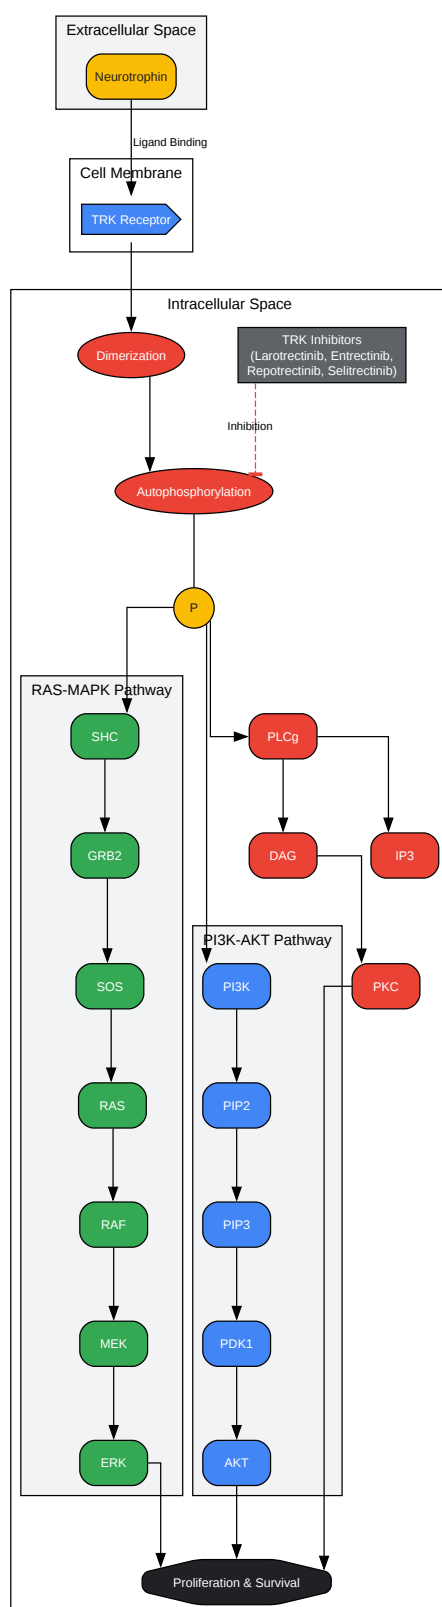 Extracellular Space
Neurotrophin
Ligand Binding
Cell Membrane
TRK Receptor
Intracellular Space
Dimerization
TRK Inhibitors
(Larotrectinib, Entrectinib,
Repotrectinib, Selitrectinib)
Inhibition
Autophosphorylation
P
RAS-MAPK Pathway
SHC
PLCg
GRB2
DAG
IP3
PI3K-AKT Pathway
SOS
PI3K
PKC
RAS
PIP2
RAF
PIP3
MEK
PDK1
ERK
AKT
Proliferation & Survival